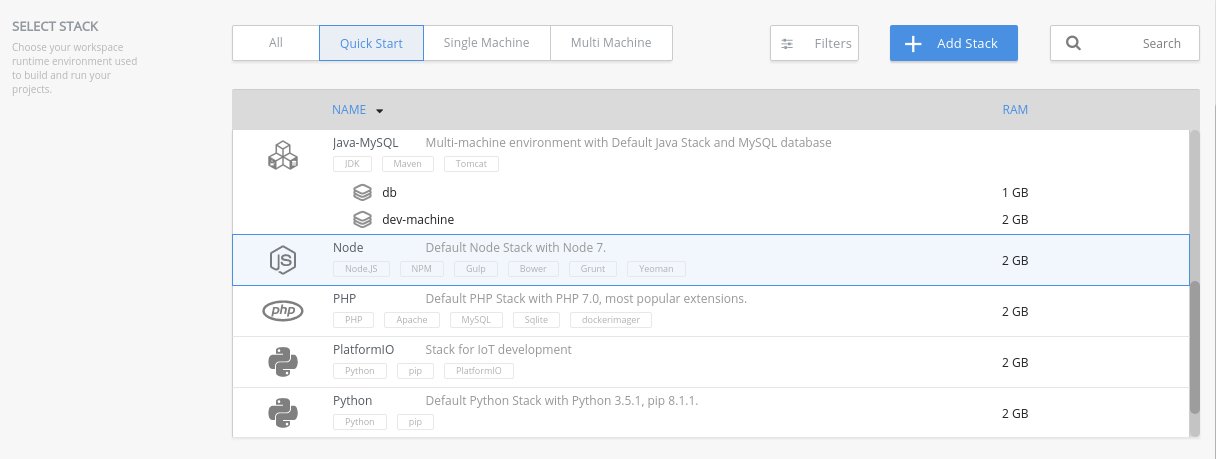 SELECT STACK
Choose your workspace
runtime environment used
to build and run your
projects.
All Quick Start Single Machine Multi Machine Filters Add Stack Search
NAME RAM
Java-MySQL Multi-machine environment with Default Java Stack and MySQL database
JDK Maven Tomcat
db 1 GB
dev-machine 2 GB
Node Default Node Stack with Node 7.
JS Node.JS NPM Gulp Bower Grunt Yeoman 2 GB
PHP Default PHP Stack with PHP 7.0, most popular extensions.
php PHP Apache MySQL Sqlite dockerimager 2 GB
PlatformIO Stack for IoT development
Python pip PlatformIO 2 GB
Python Default Python Stack with Python 3.5.1, pip 8.1.1.
Python pip 2 GB